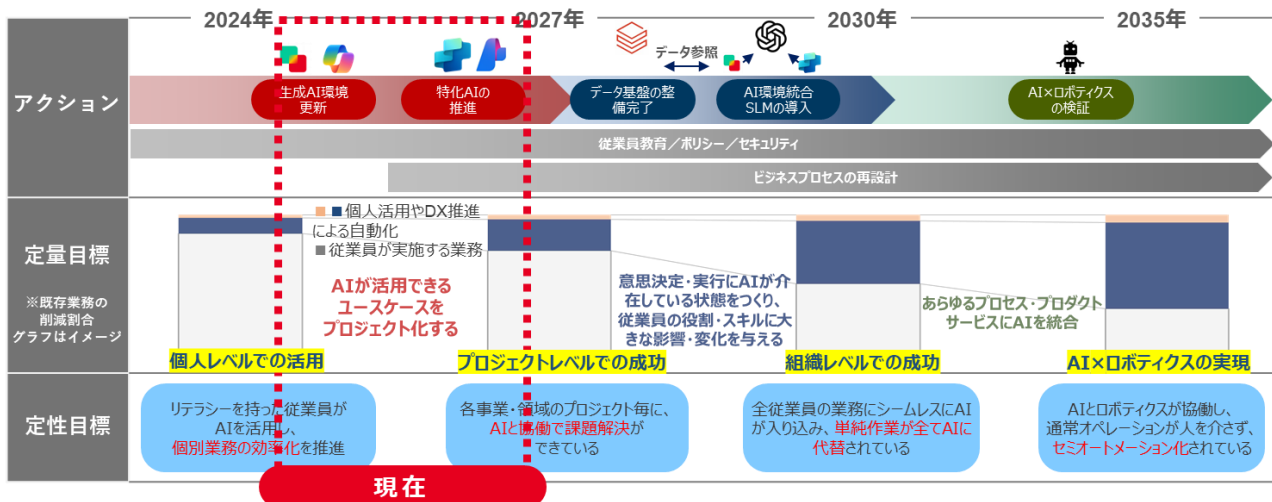 2024年
2027年
2030年
2035年
アクション
データ参照
生成AI環境
更新
特化AIの
推進
データ基盤の整
備完了
AI環境統合
SLMの導入
AI×ロボティクス
の検証
従業員教育／ポリシー／セキュリティ
ビジネスプロセスの再設計
定量目標
※既存業務の
削減割合
グラフはイメージ
■ ■個人活用やDX推進
による自動化
■従業員が実施する業務
AIが活用できる
ユースケースを
プロジェクト化する
意思決定・実行にAIが介
在している状態をつくり、
従業員の役割・スキルに大
きな影響・変化を与える
あらゆるプロセス・プロダクト
サービスにAIを統合
個人レベルでの活用
プロジェクトレベルでの成功
組織レベルでの成功
AI×ロボティクスの実現
定性目標
リテラシーを持った従業員が
AIを活用し、
個別業務の効率化を推進
各事業・領域のプロジェクト毎に、
AIと協働で課題解決が
できている
全従業員の業務にシームレスにAI
が入り込み、単純作業が全てAIに
代替されている
AIとロボティクスが協働し、
通常オペレーションが人を介さず、
セミオートメーション化されている
現在